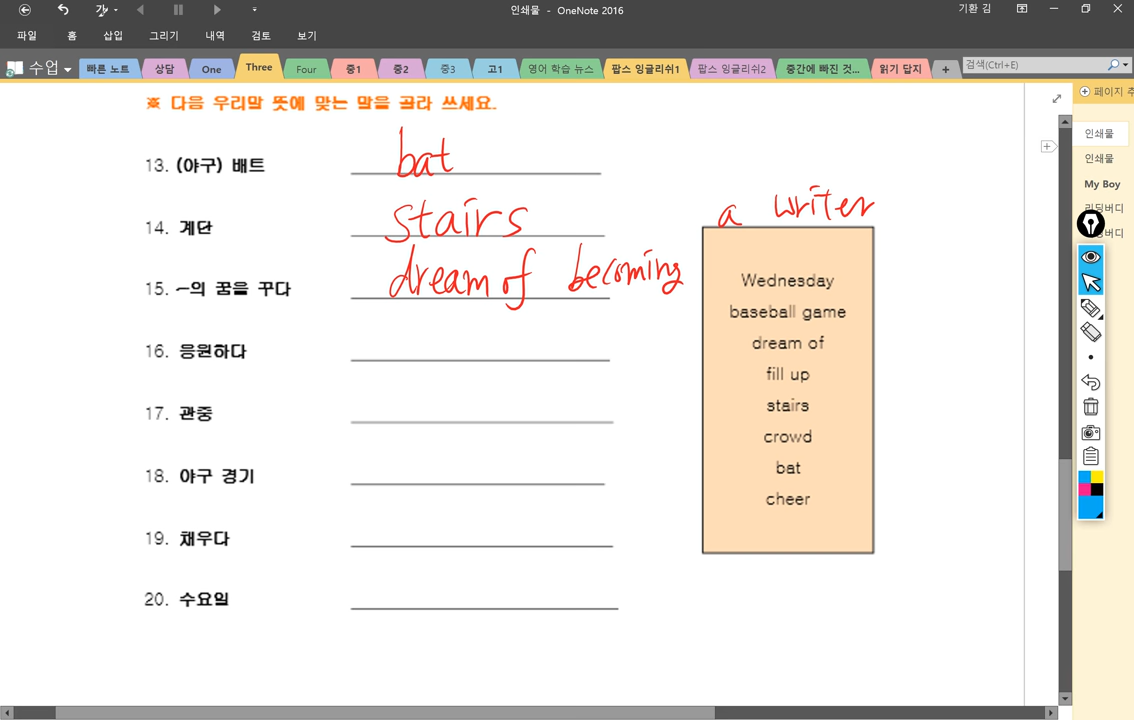 인쇄물 - OneNote 2016
기환 김
파일 홈 삽입 그리기 내역 검토 보기
수업 빠른 노트 상담 One Three Four 중1 중2 중3 고1 영어 학습 뉴스 팝스 잉글리쉬1 팝스 잉글리쉬2 중간에 빠진 것... 읽기 답지 + 검색(Ctrl+E)
페이지 추
인쇄물
인쇄물
My Boy
리딩버디
버디
※ 다음 우리말 뜻에 맞는 말을 골라 쓰세요.
13. (야구) 배트 bat
14. 계단 stairs
15. ~의 꿈을 꾸다 dream of becoming a writer
16. 응원하다
17. 관중
18. 야구 경기
19. 채우다
20. 수요일
Wednesday
baseball game
dream of
fill up
stairs
crowd
bat
cheer